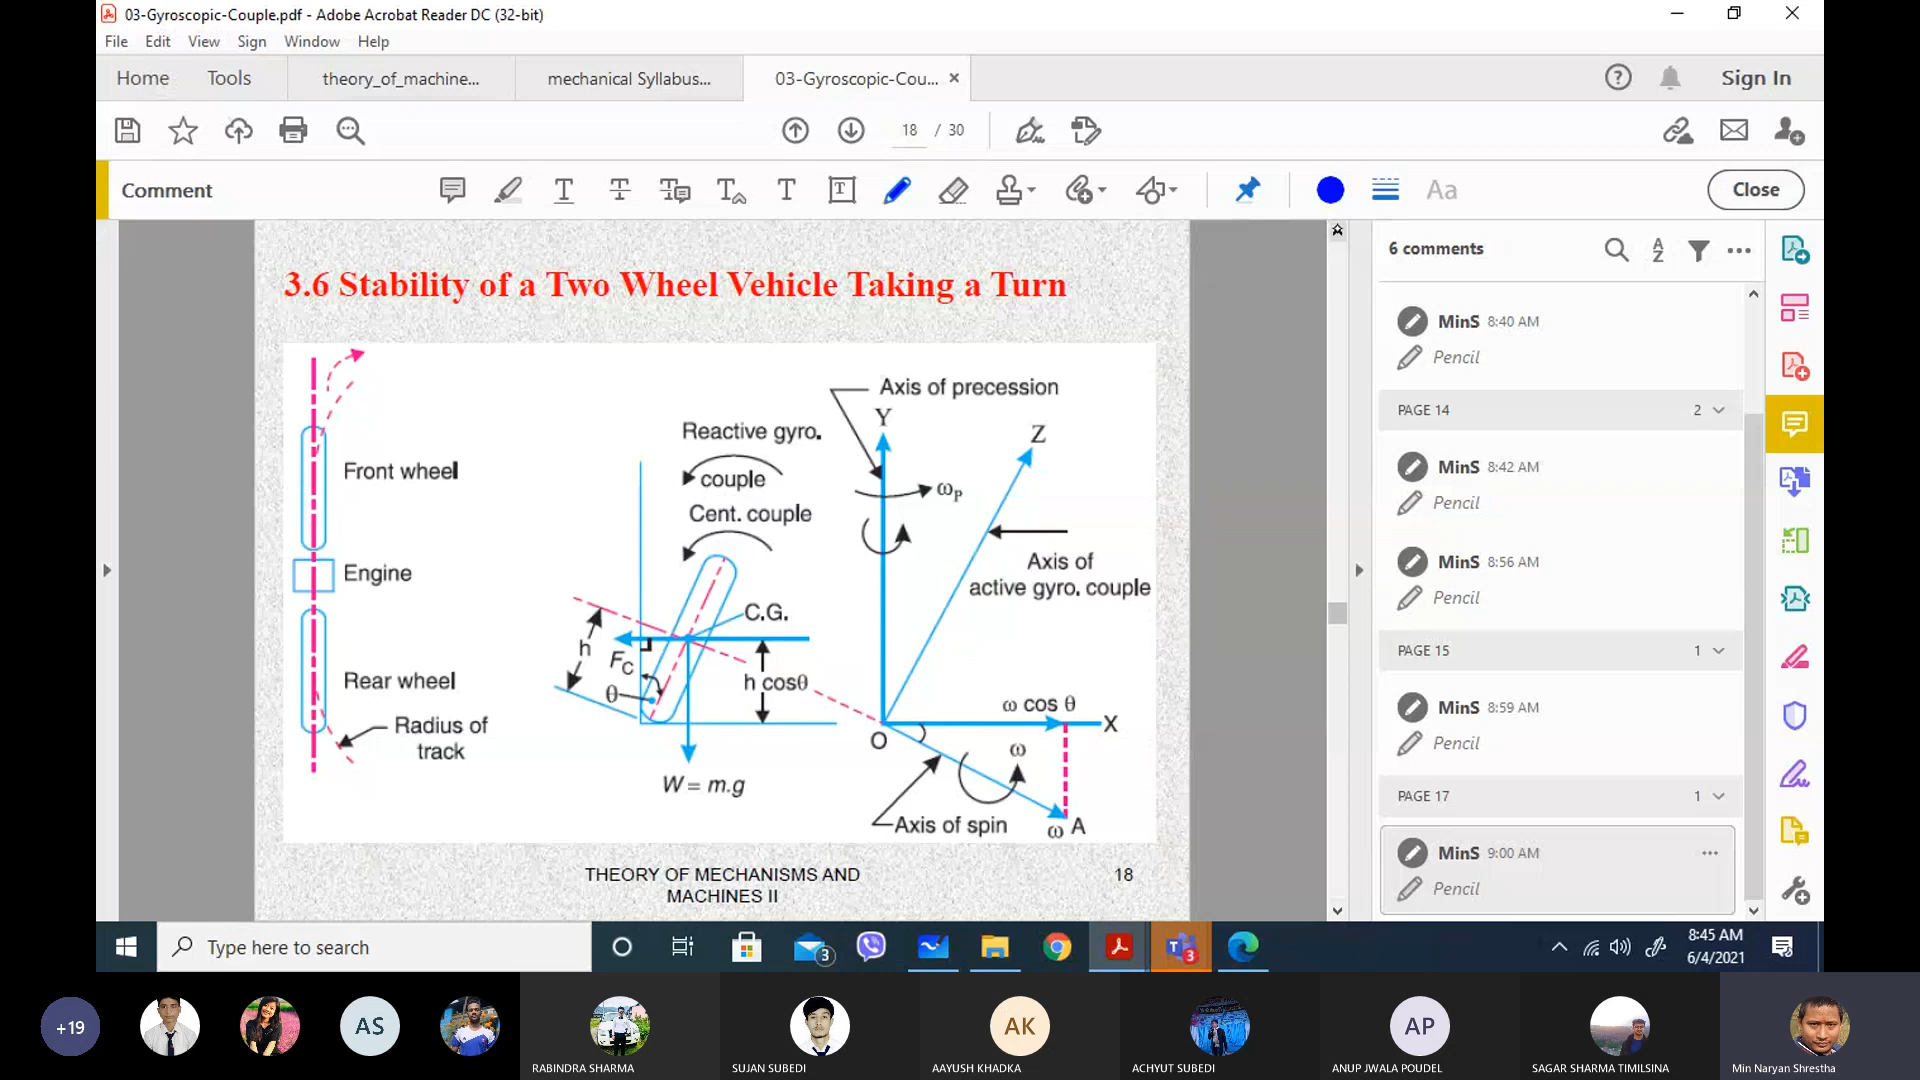 03-Gyroscopic-Couple.pdf - Adobe Acrobat Reader DC (32-bit)
File Edit View Sign Window Help
Home Tools theory_of_machine... mechanical Syllabus... 03-Gyroscopic-Cou... Sign In
18 / 30
Comment Aa Close
6 comments
3.6 Stability of a Two Wheel Vehicle Taking a Turn
Front wheel
Engine
Rear wheel
Radius of
track
Reactive gyro.
couple
Cent. couple
C.G.
h
FC
θ
h cosθ
W = m.g
Axis of precession
Y
Z
ωP
Axis of
active gyro. couple
ω cos θ
X
O
ω
Axis of spin
ω A
THEORY OF MECHANISMS AND
MACHINES II
18
MinS 8:40 AM
Pencil
PAGE 14 2
MinS 8:42 AM
Pencil
MinS 8:56 AM
Pencil
PAGE 15 1
MinS 8:59 AM
Pencil
PAGE 17 1
MinS 9:00 AM
Pencil
Type here to search
3
3
8:45 AM
6/4/2021
+19
AS
AK
AP
RABINDRA SHARMA
SUJAN SUBEDI
AAYUSH KHADKA
ACHYUT SUBEDI
ANUP JWALA POUDEL
SAGAR SHARMA TIMILSINA
Min Naryan Shrestha